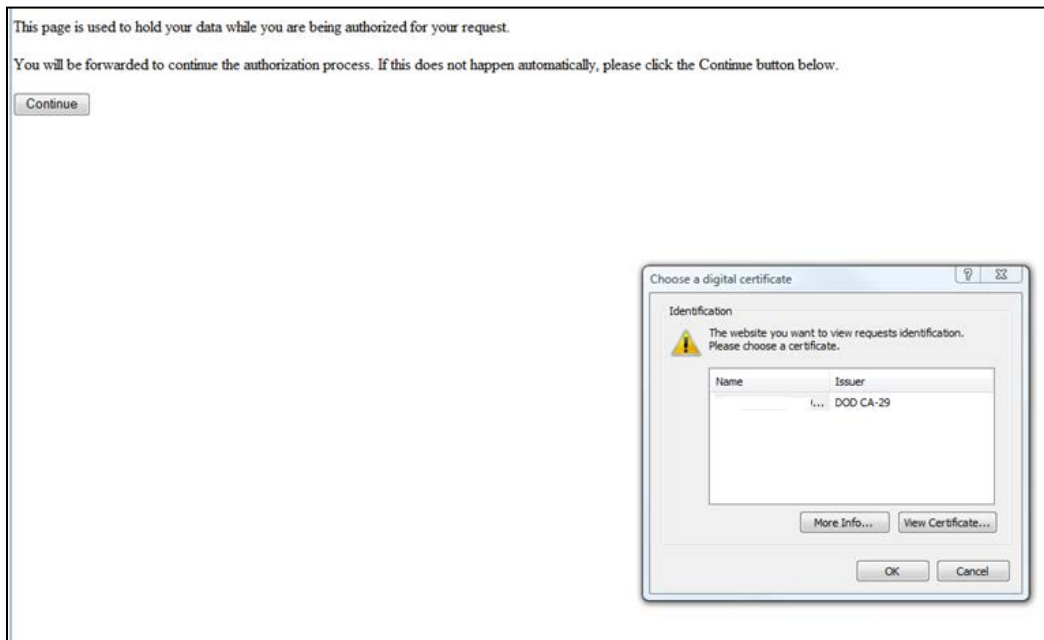 This page is used to hold your data while you are being authorized for your request.
You will be forwarded to continue the authorization process. If this does not happen automatically, please click the Continue button below.
Continue
Choose a digital certificate
Identification
The website you want to view requests identification.
Please choose a certificate.
Name Issuer
... DOD CA-29
More Info... View Certificate...
OK Cancel